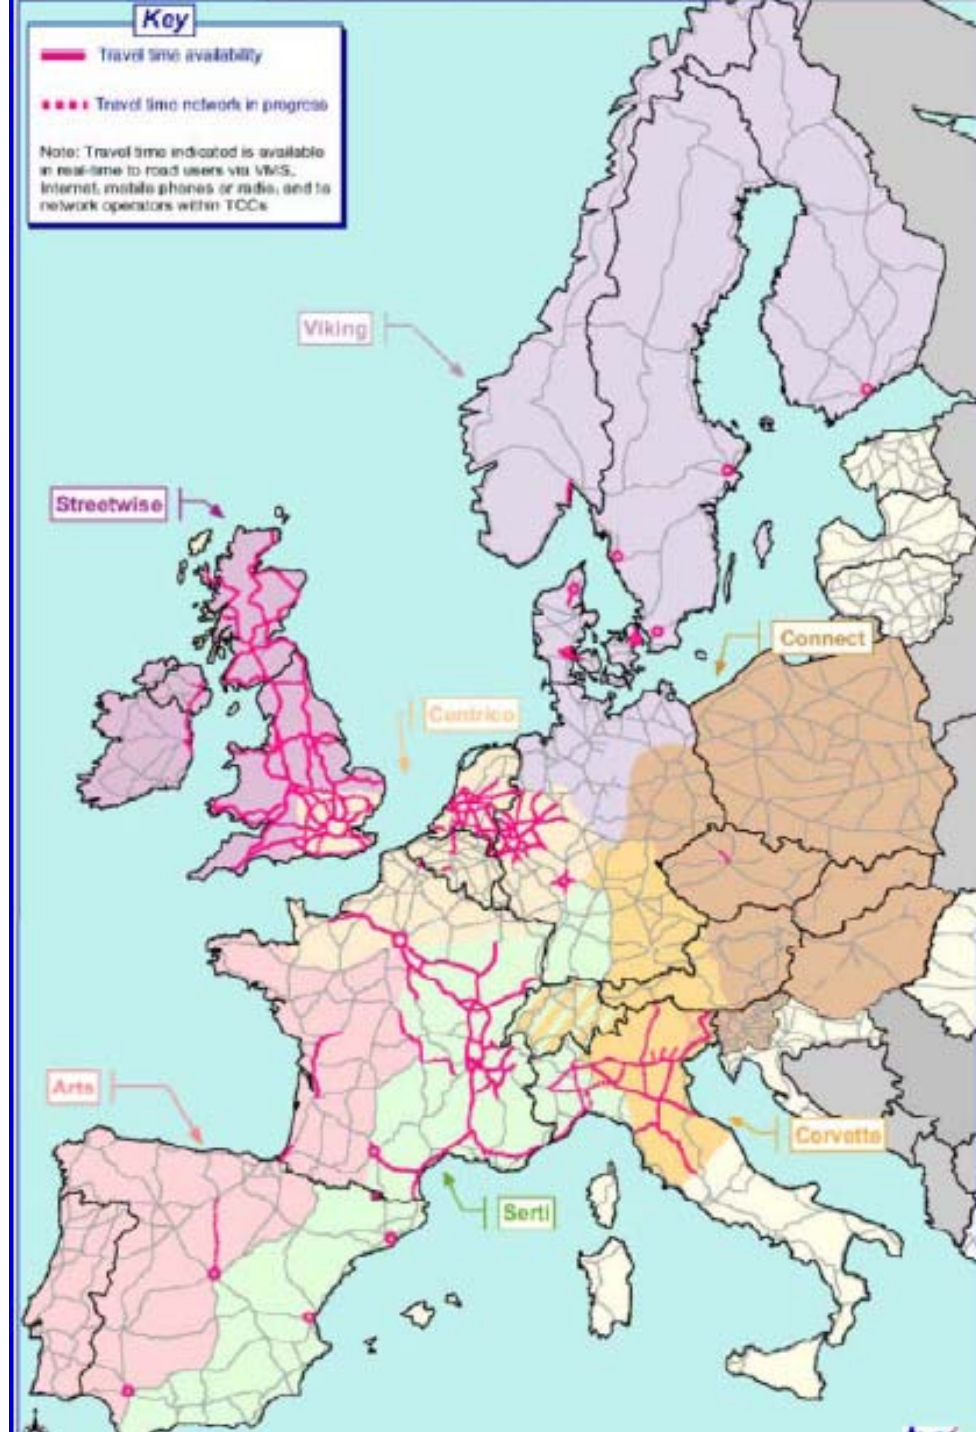 Key
Travel time availability
Travel time network in progress
Note: Travel time indicated is available
in real-time to road users via VMS,
Internet, mobile phones or radio, and to
network operators within TCCs
Viking
Streetwise
Connect
Centrico
Arts
Corvette
Serti